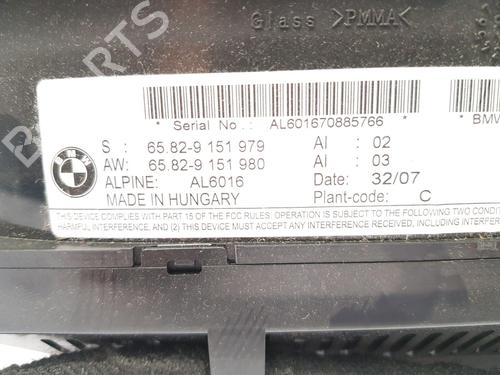 Glass >PMMA<
* Serial No.: AL601670885766 * *BMW
S : 65.82-9 151 979 AI : 02
AW: 65.82-9 151 980 AI : 03
ALPINE: AL6016 Date: 32/07
MADE IN HUNGARY Plant-code: C
THIS DEVICE COMPLIES WITH PART 15 OF THE FCC RULES: OPERATION IS SUBJECT TO THE FOLLOWING TWO
HARMFUL INTERFERENCE, AND (2) THIS DEVICE MUST ACCEPT ANY INTERFERENCE RECEIVED, INCLUDING
BMW
PARTS